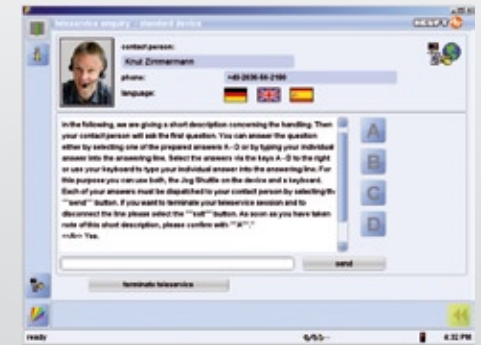 teleservice enquiry - standard device
contact person:
Knut Zimmermann
phone:
+49-2636-56-2100
language:
In the following, we are giving a short description concerning the handling. Then
your contact person will ask the first question. You can answer the question
either by selecting one of the prepared answers A - D or by typing your individual
answer into the answering line. Select the answers via the keys A - D to the right
or use your keyboard to type your individual answer into the answering line. For
this purpose you can use both, the Jog Shuttle on the device and a keyboard.
Each of your answers must be dispatched to your contact person by selecting th
""send"" button. If you want to terminate your teleservice session and to
disconnect the line please select the ""exit"" button. As soon as you have taken
note of this short description, please confirm with ""A""."
<<A>> Yes.
A
B
C
D
send
terminate teleservice
ready
4:32 PM